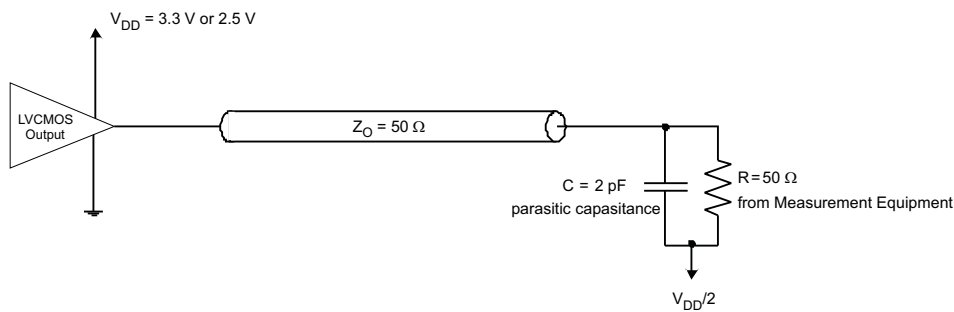 V_DD = 3.3 V or 2.5 V
LVCMOS
Output
Z_O = 50 Ω
C = 2 pF
parasitic capasitance
R=50 Ω
from Measurement Equipment
V_DD/2